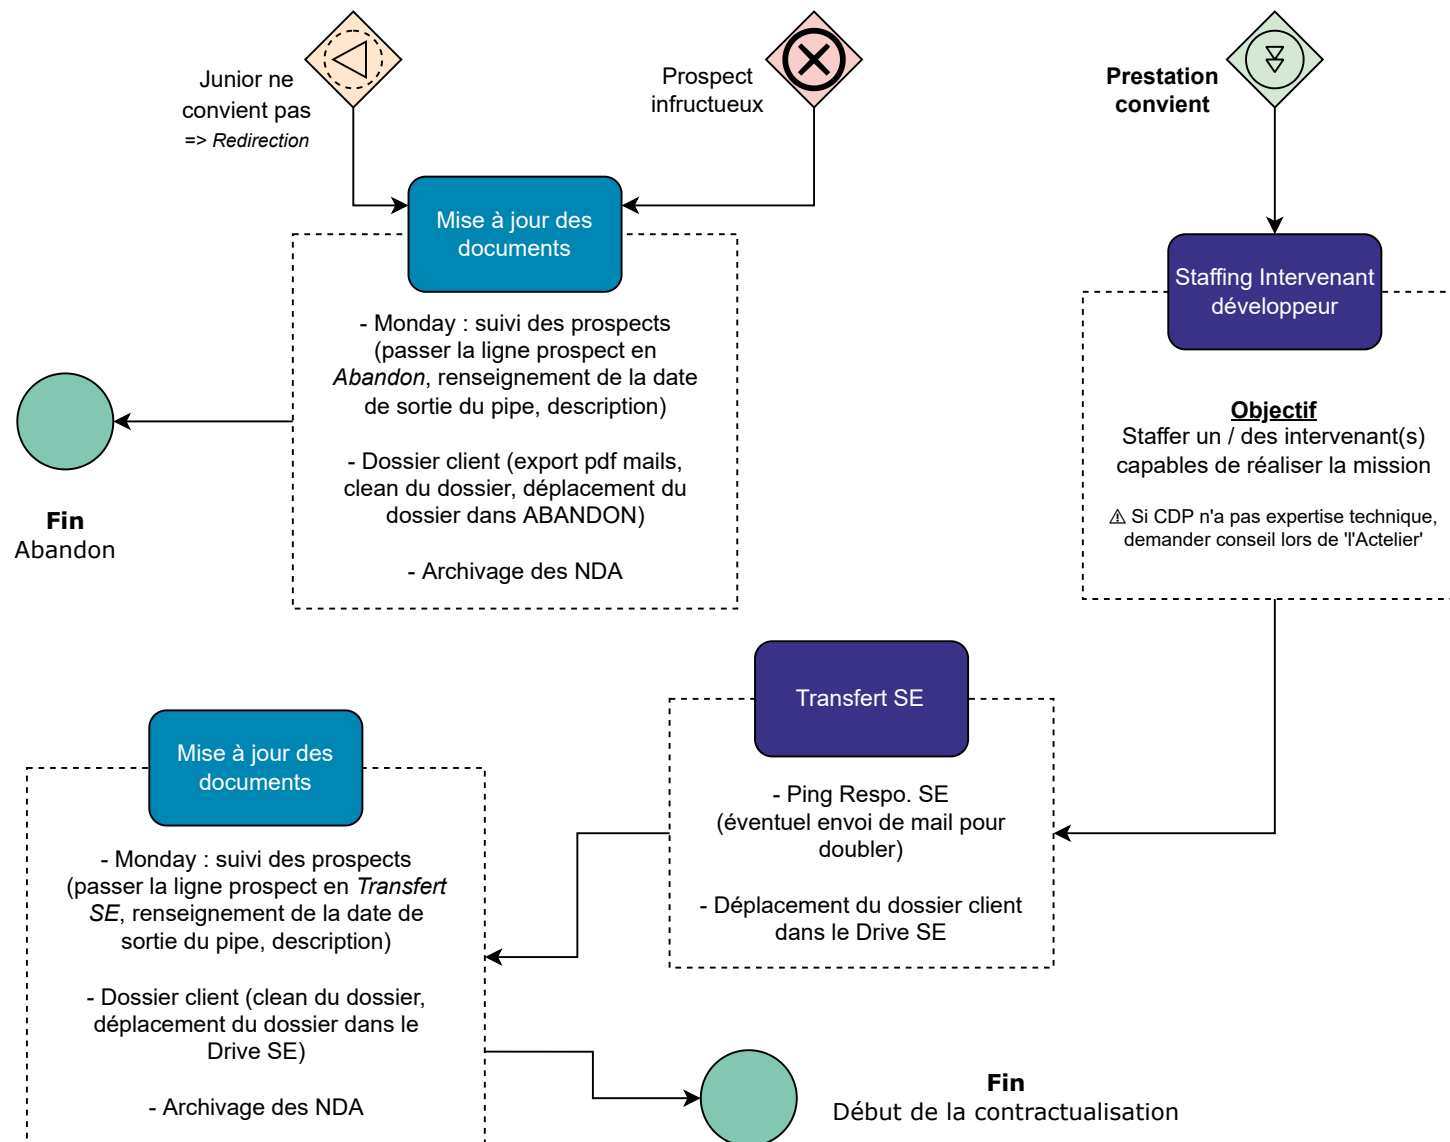 Junior ne
convient pas
=> Redirection
Prospect
infructueux
Prestation
convient
Mise à jour des
documents
- Monday : suivi des prospects
(passer la ligne prospect en
Abandon, renseignement de la date
de sortie du pipe, description)
- Dossier client (export pdf mails,
clean du dossier, déplacement du
dossier dans ABANDON)
- Archivage des NDA
Fin
Abandon
Staffing Intervenant
développeur
Objectif
Staffer un / des intervenant(s)
capables de réaliser la mission
⚠ Si CDP n'a pas expertise technique,
demander conseil lors de 'l'Actelier'
Transfert SE
- Ping Respo. SE
(éventuel envoi de mail pour
doubler)
- Déplacement du dossier client
dans le Drive SE
Mise à jour des
documents
- Monday : suivi des prospects
(passer la ligne prospect en Transfert
SE, renseignement de la date de
sortie du pipe, description)
- Dossier client (clean du dossier,
déplacement du dossier dans le
Drive SE)
- Archivage des NDA
Fin
Début de la contractualisation